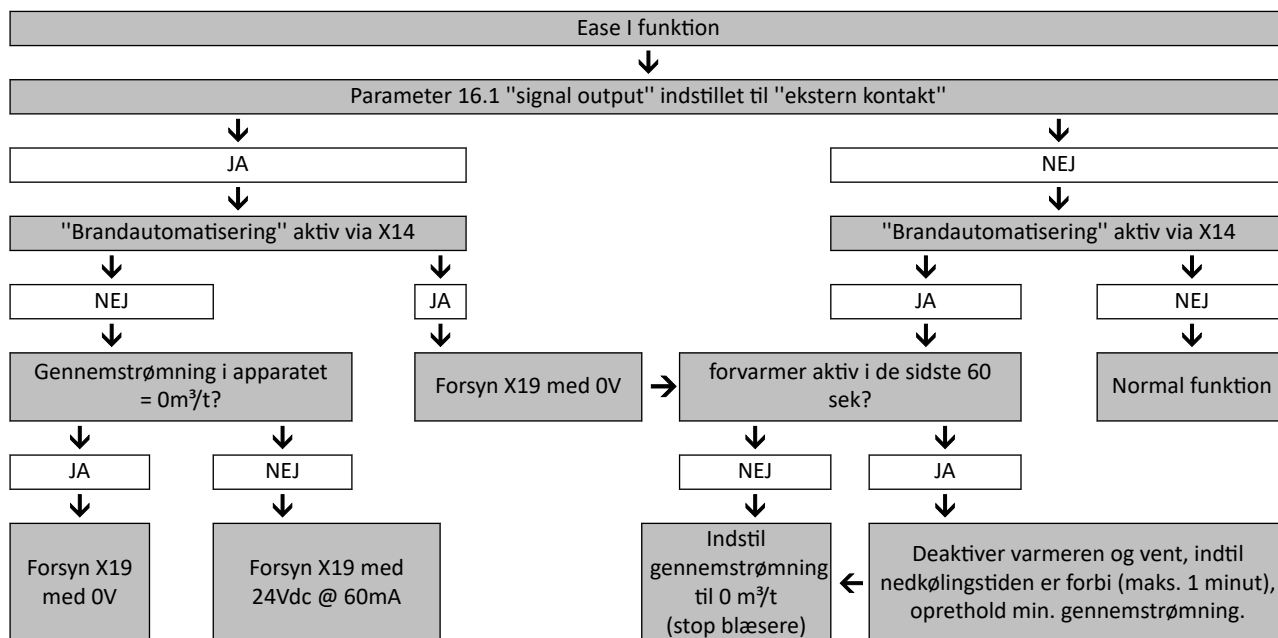 Ease I funktion
Parameter 16.1 ''signal output'' indstillet til ''ekstern kontakt''
JA
NEJ
''Brandautomatisering'' aktiv via X14
''Brandautomatisering'' aktiv via X14
NEJ
JA
JA
NEJ
Gennemstrømning i apparatet
= 0m³/t?
Forsyn X19 med 0V
forvarmer aktiv i de sidste 60
sek?
Normal funktion
JA
NEJ
NEJ
JA
Forsyn X19
med 0V
Forsyn X19 med
24Vdc @ 60mA
Indstil
gennemstrømning
til 0 m³/t
(stop blæsere)
Deaktiver varmeren og vent, indtil
nedkølingstiden er forbi (maks. 1 minut),
oprethold min. gennemstrømning.